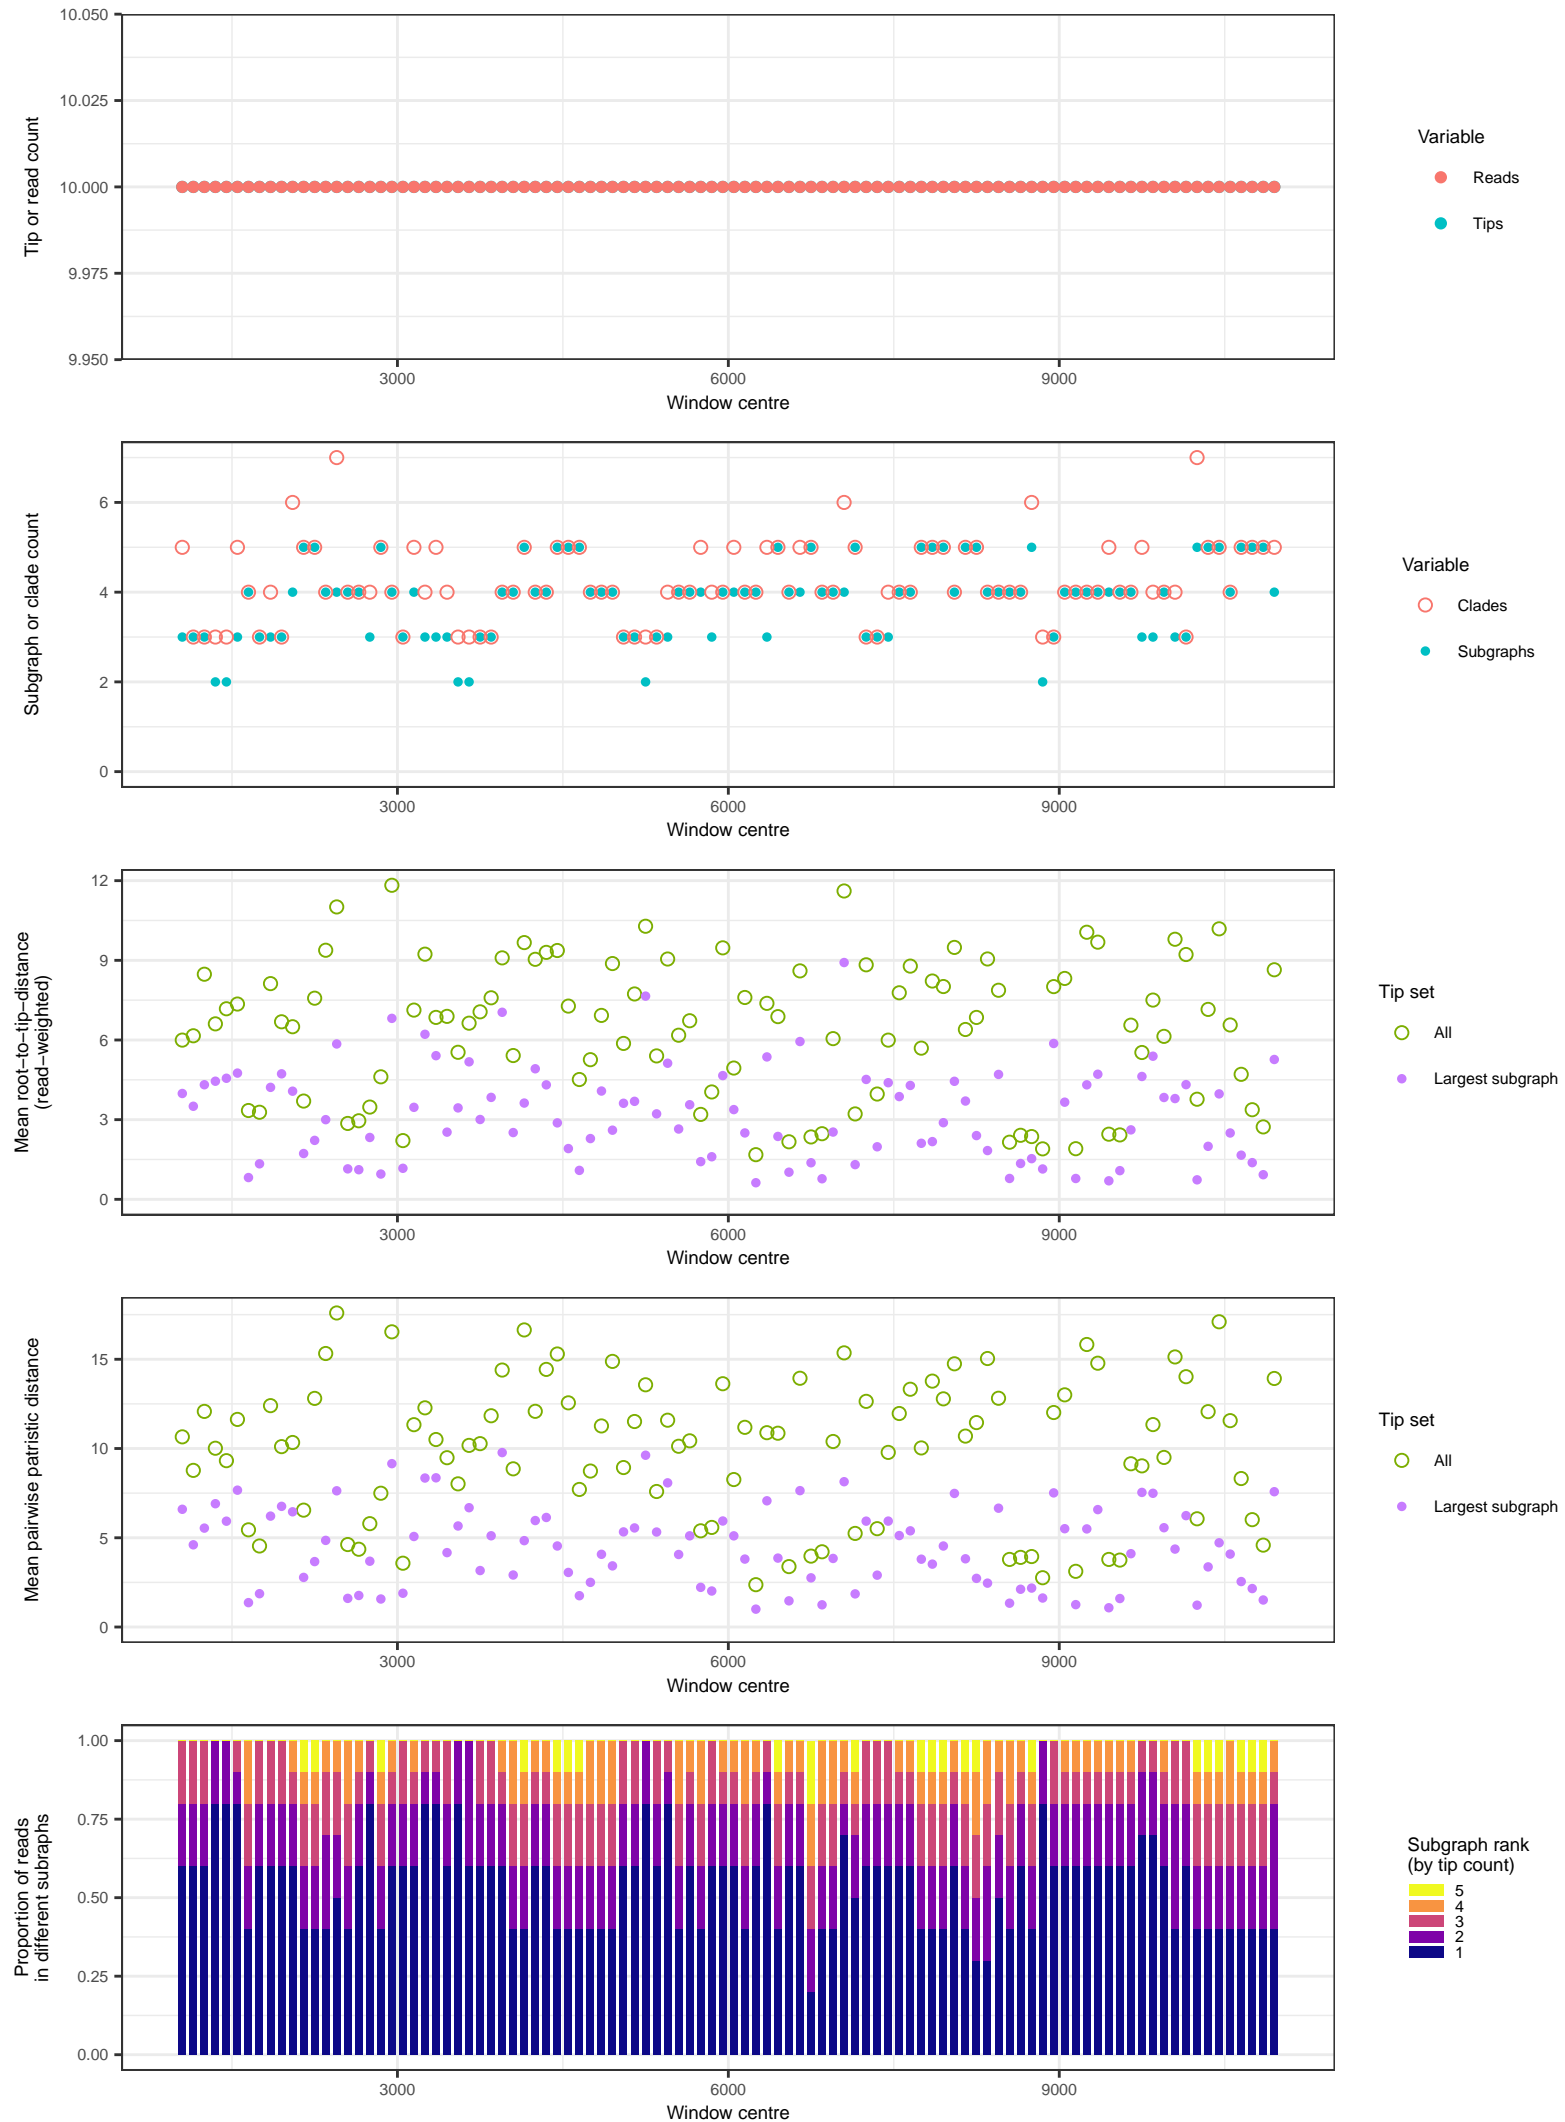 10.050
10.025
10.000
9.975
9.950
Tip or read count
3000
6000
9000
Window centre
Variable
Reads
Tips
6
4
2
0
Subgraph or clade count
3000
6000
9000
Window centre
Variable
Clades
Subgraphs
12
9
6
3
0
Mean root−to−tip−distance
(read−weighted)
3000
6000
9000
Window centre
Tip set
All
Largest subgraph
15
10
5
0
Mean pairwise patristic distance
3000
6000
9000
Window centre
Tip set
All
Largest subgraph
1.00
0.75
0.50
0.25
0.00
Proportion of reads
in different subraphs
3000
6000
9000
Window centre
Subgraph rank
(by tip count)
5
4
3
2
1